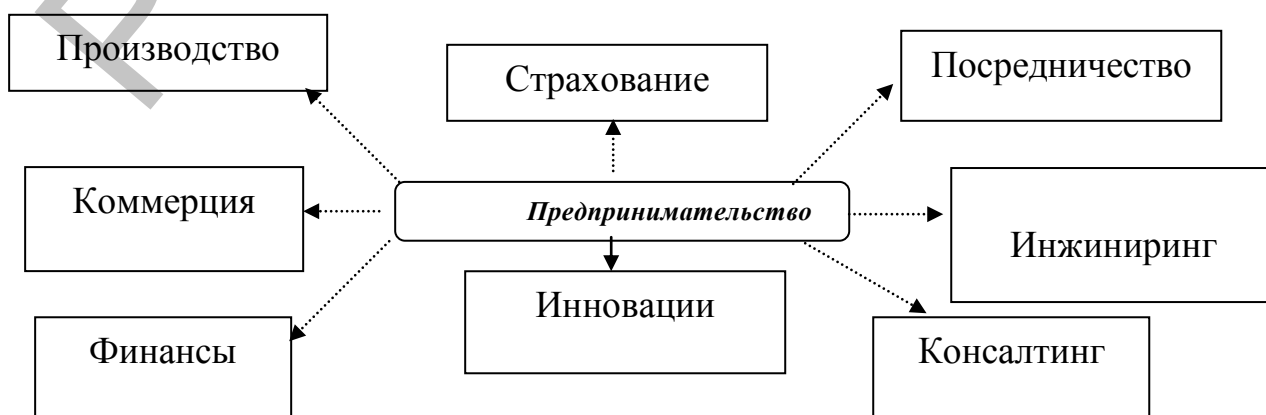 Производство
Страхование
Посредничество
Коммерция
Предпринимательство
Инжиниринг
Инновации
Финансы
Консалтинг